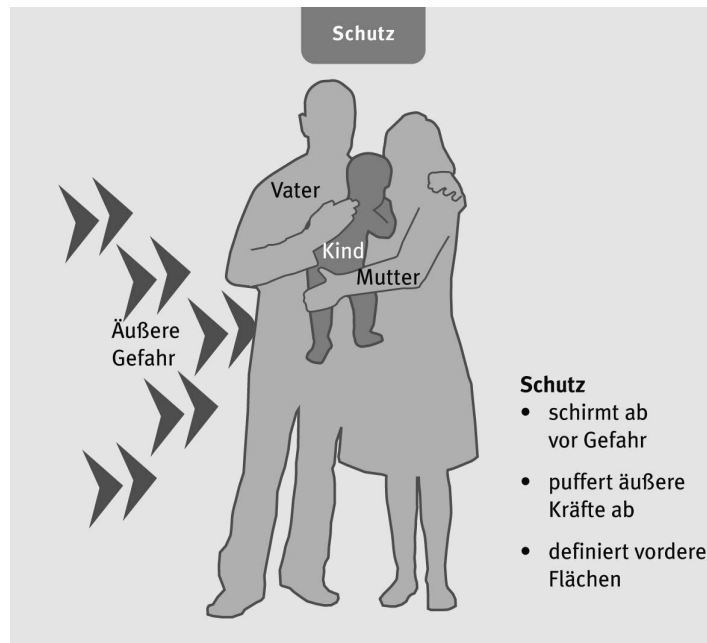 Schutz
Vater
Kind
Mutter
Äußere
Gefahr
Schutz
• schirmt ab
vor Gefahr
• puffert äußere
Kräfte ab
• definiert vordere
Flächen